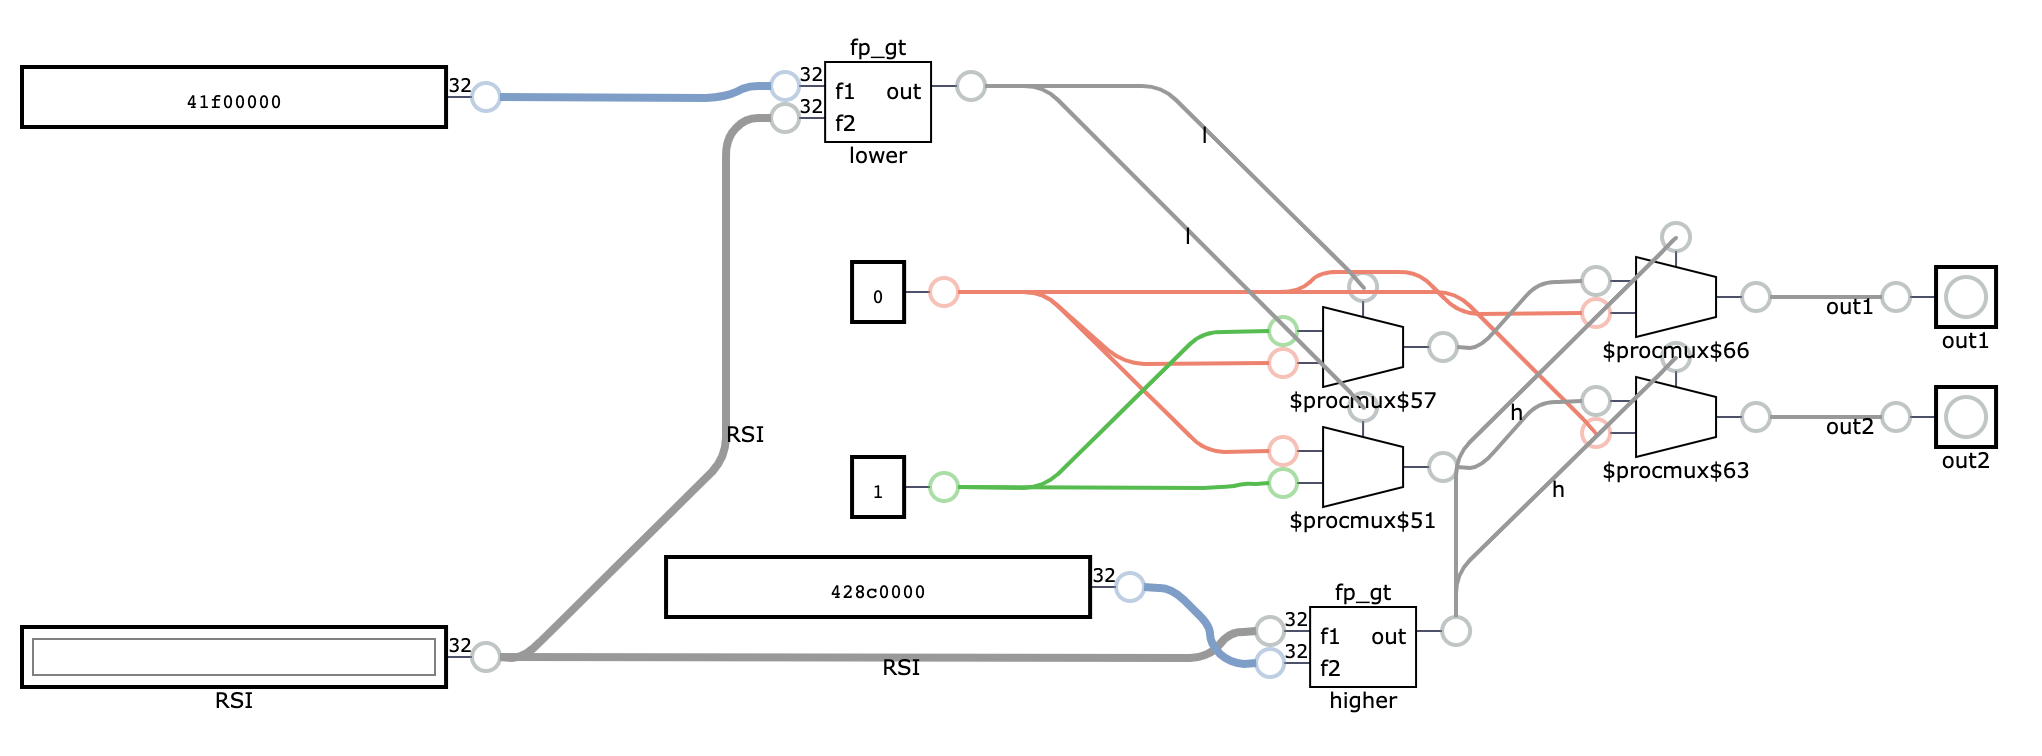 fp_gt
32
41f00000
32
f1
out
32
f2
lower
l
l
0
out1
out1
$procmux$66
$procmux$57
h
RSI
out2
out2
$procmux$63
1
h
$procmux$51
32
428c0000
fp_gt
32
f1
out
32
32
f2
RSI
RSI
higher